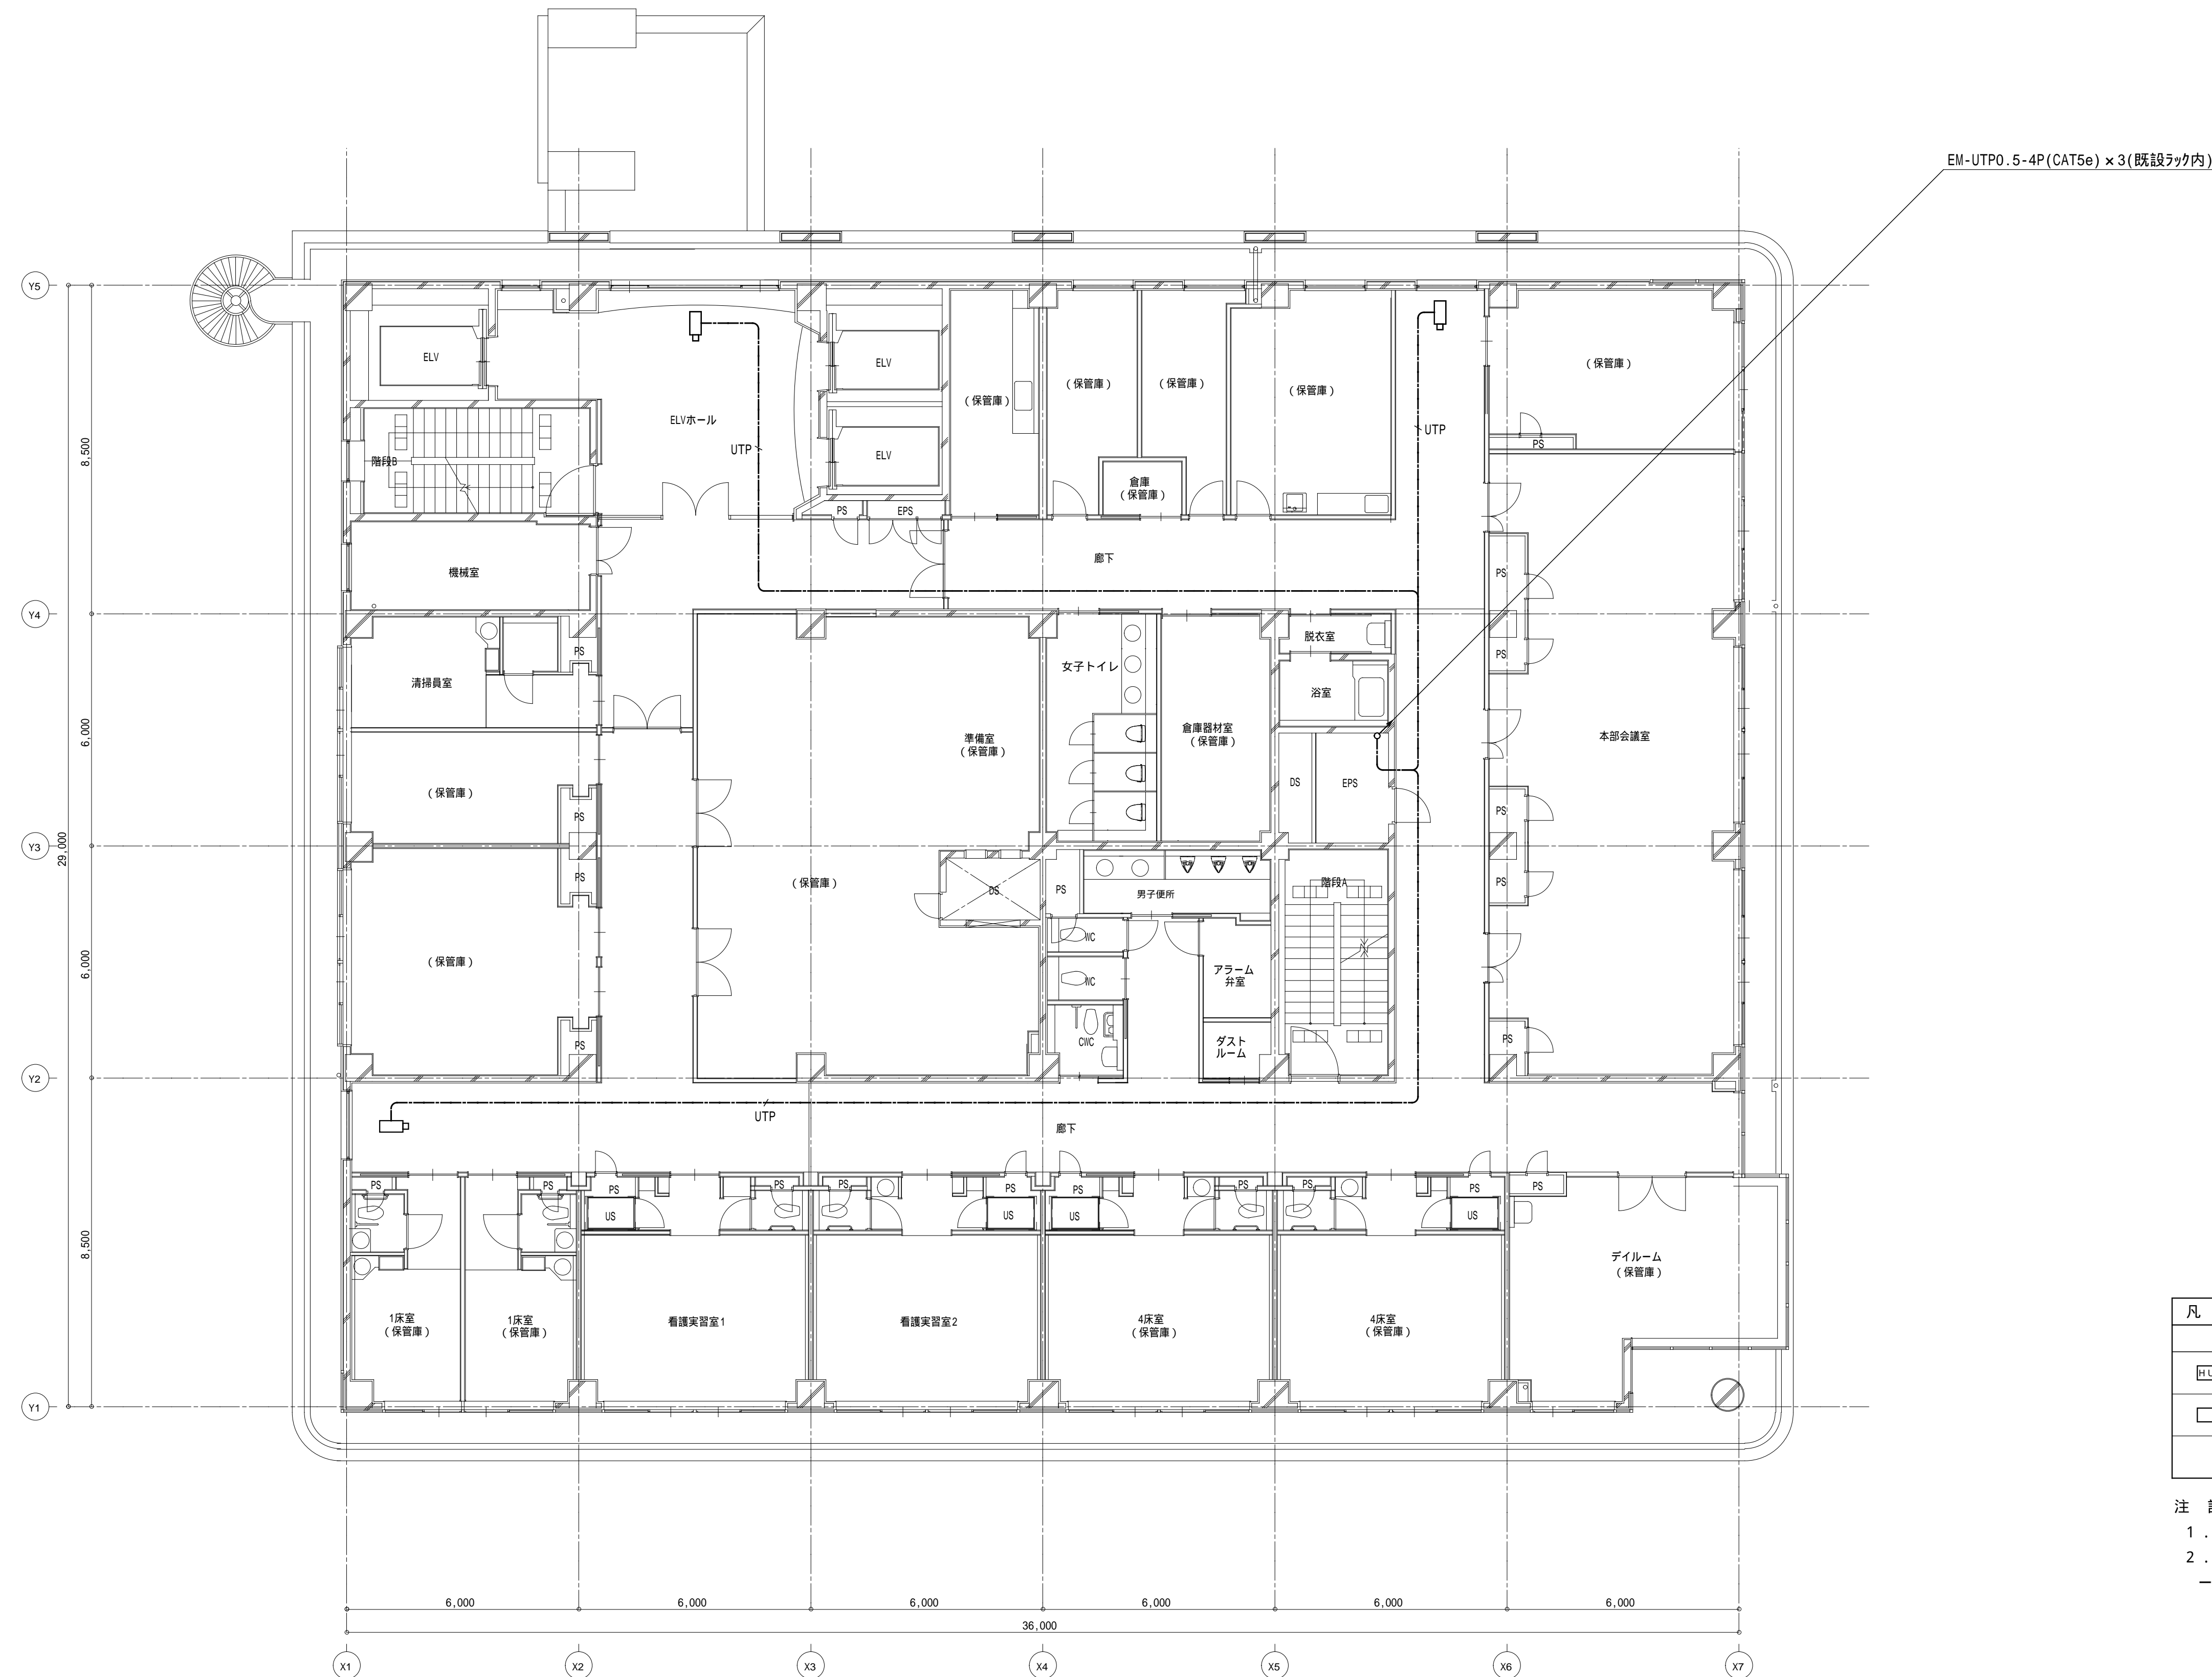 EM-UTP0.5-4P(CAT5e)×3(既設ラック内)
Y5
ELV
ELV
(保管庫)
(保管庫)
(保管庫)
(保管庫)
(保管庫)
(保管庫)
ELVホール
UTP
UTP
8,500
PS
ELV
階段B
倉庫
(保管庫)
PS
EPS
廊下
機械室
PS
Y4
脱衣室
PS
PS
女子トイレ
清掃員室
浴室
6,000
倉庫器材室
(保管庫)
準備室
(保管庫)
本部会議室
DS
EPS
(保管庫)
PS
PS
Y3
29,000
PS
(保管庫)
DS
PS
男子便所
階段A
PS
WC
(保管庫)
6,000
アラーム
弁室
WC
CWC
ダスト
ルーム
PS
PS
Y2
UTP
廊下
PS
PS
PS
PS
PS
PS
PS
PS
PS
PS
PS
US
US
US
US
8,500
デイルーム
(保管庫)
1床室
(保管庫)
1床室
(保管庫)
看護実習室1
看護実習室2
4床室
(保管庫)
4床室
(保管庫)
凡
Y1
注
1.
2.
6,000
6,000
6,000
6,000
6,000
6,000
36,000
X1
X2
X3
X4
X5
X6
X7